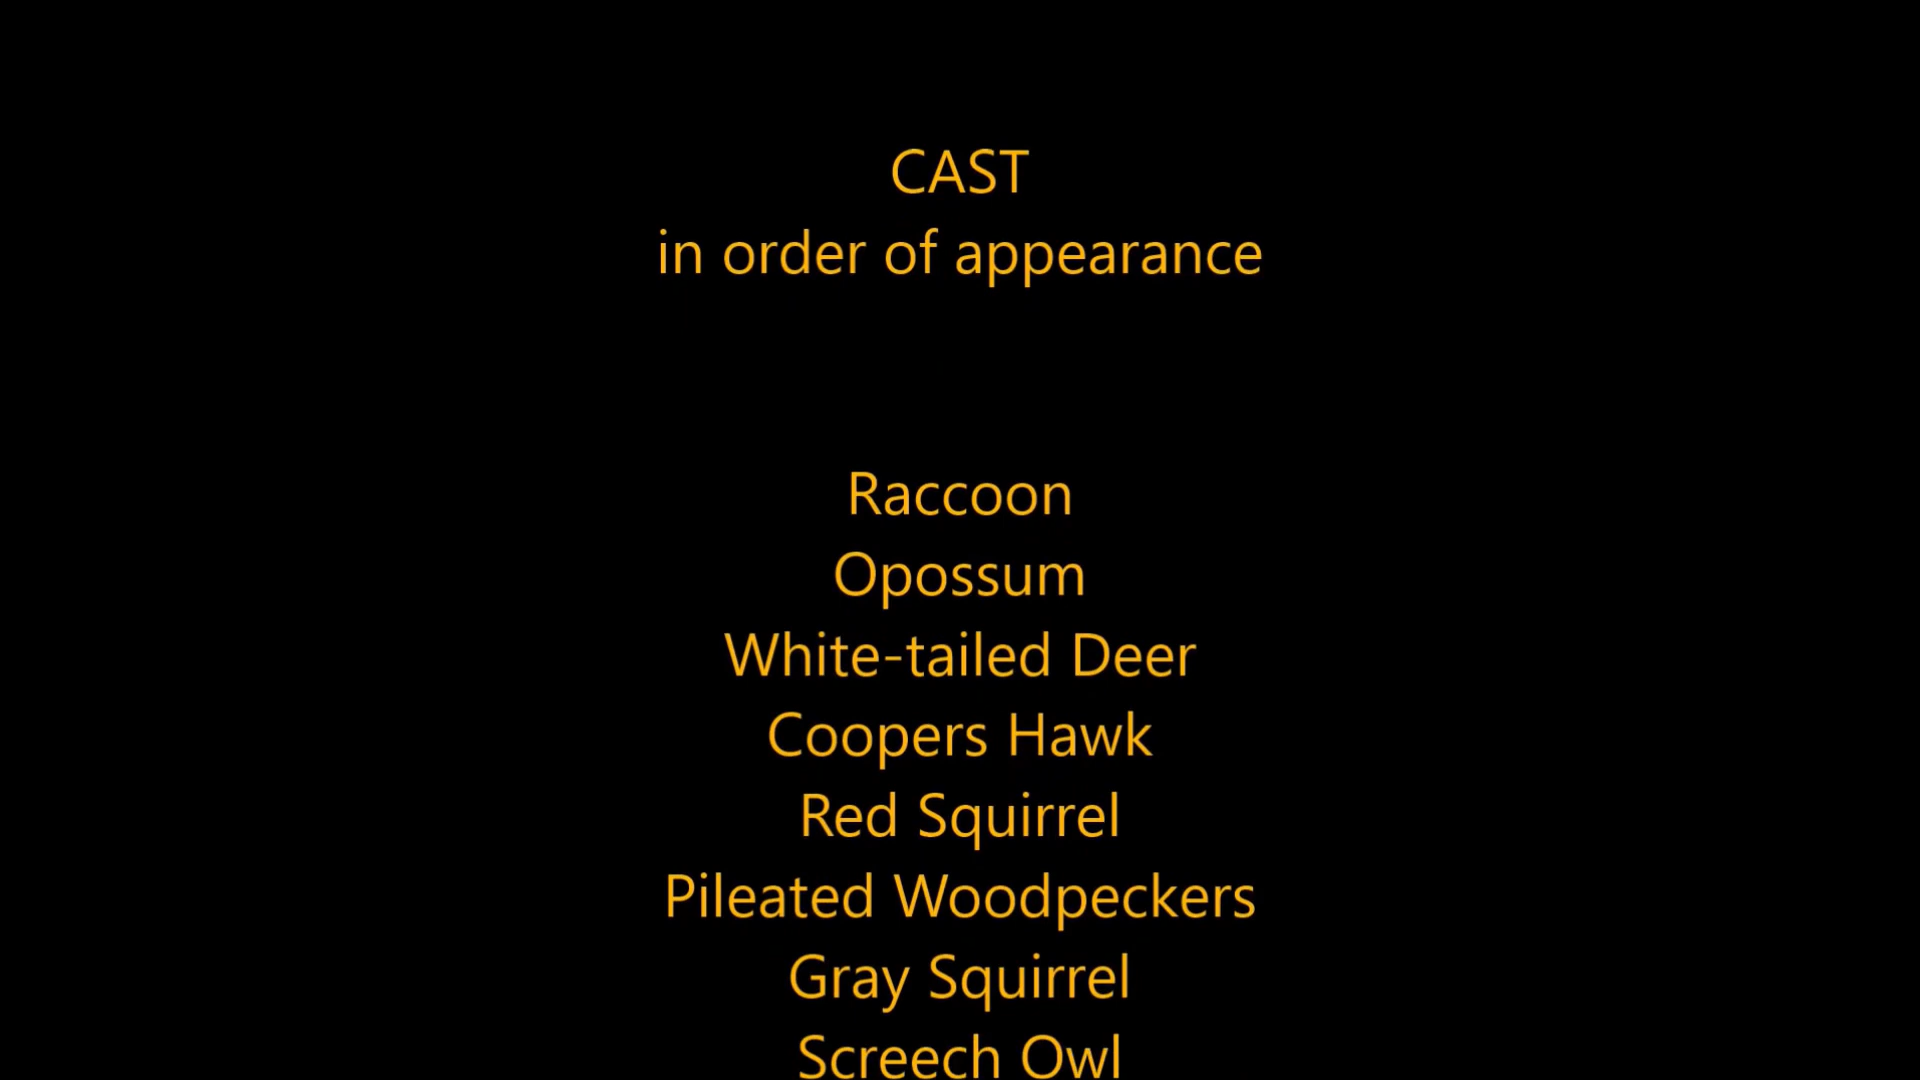 CAST
in order of appearance
Raccoon
Opossum
White-tailed Deer
Coopers Hawk
Red Squirrel
Pileated Woodpeckers
Gray Squirrel
Screech Owl